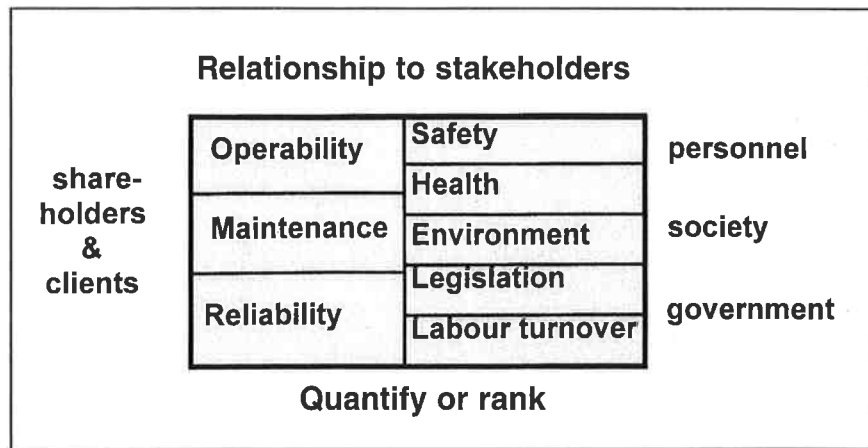 Relationship to stakeholders
share-
holders
&
clients
Operability
Maintenance
Reliability
Safety
Health
Environment
Legislation
Labour turnover
personnel
society
government
Quantify or rank